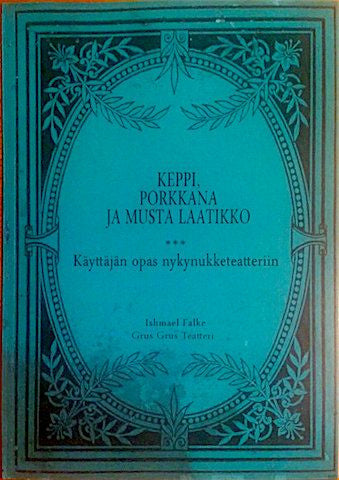 KEPPI,
PORKKANA
JA MUSTA LAATIKKO
***
Käyttäjän opas nykynukketeatteriin
Ishmael Falke
Grus Grus Teatteri